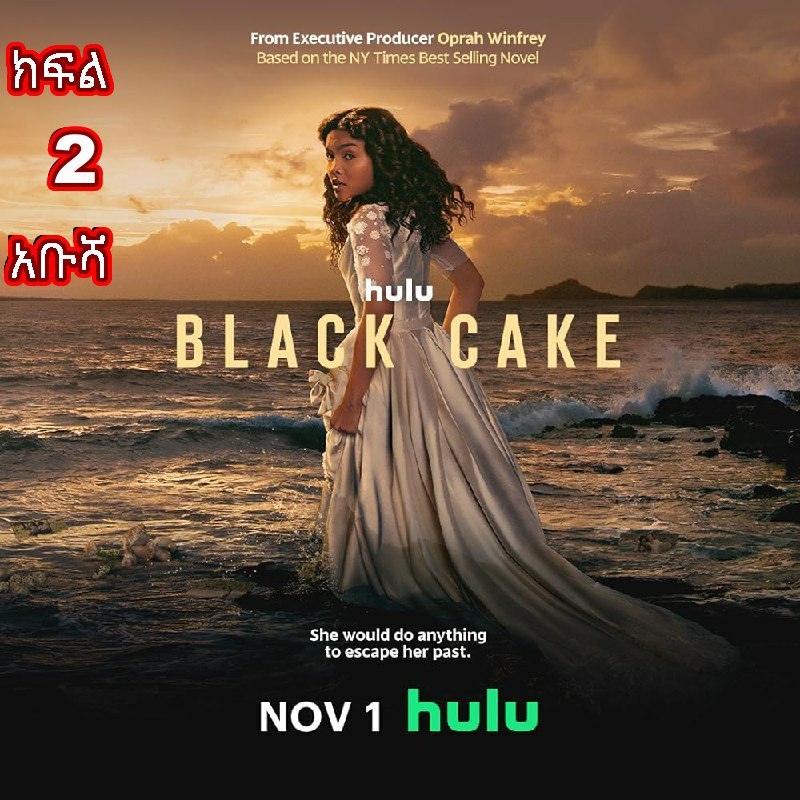 From Executive Producer Oprah Winfrey
Based on the NY Times Best Selling Novel
ክፍል
2
አቡሻ
hulu
BLACK CAKE
She would do anything
to escape her past.
NOV 1 hulu